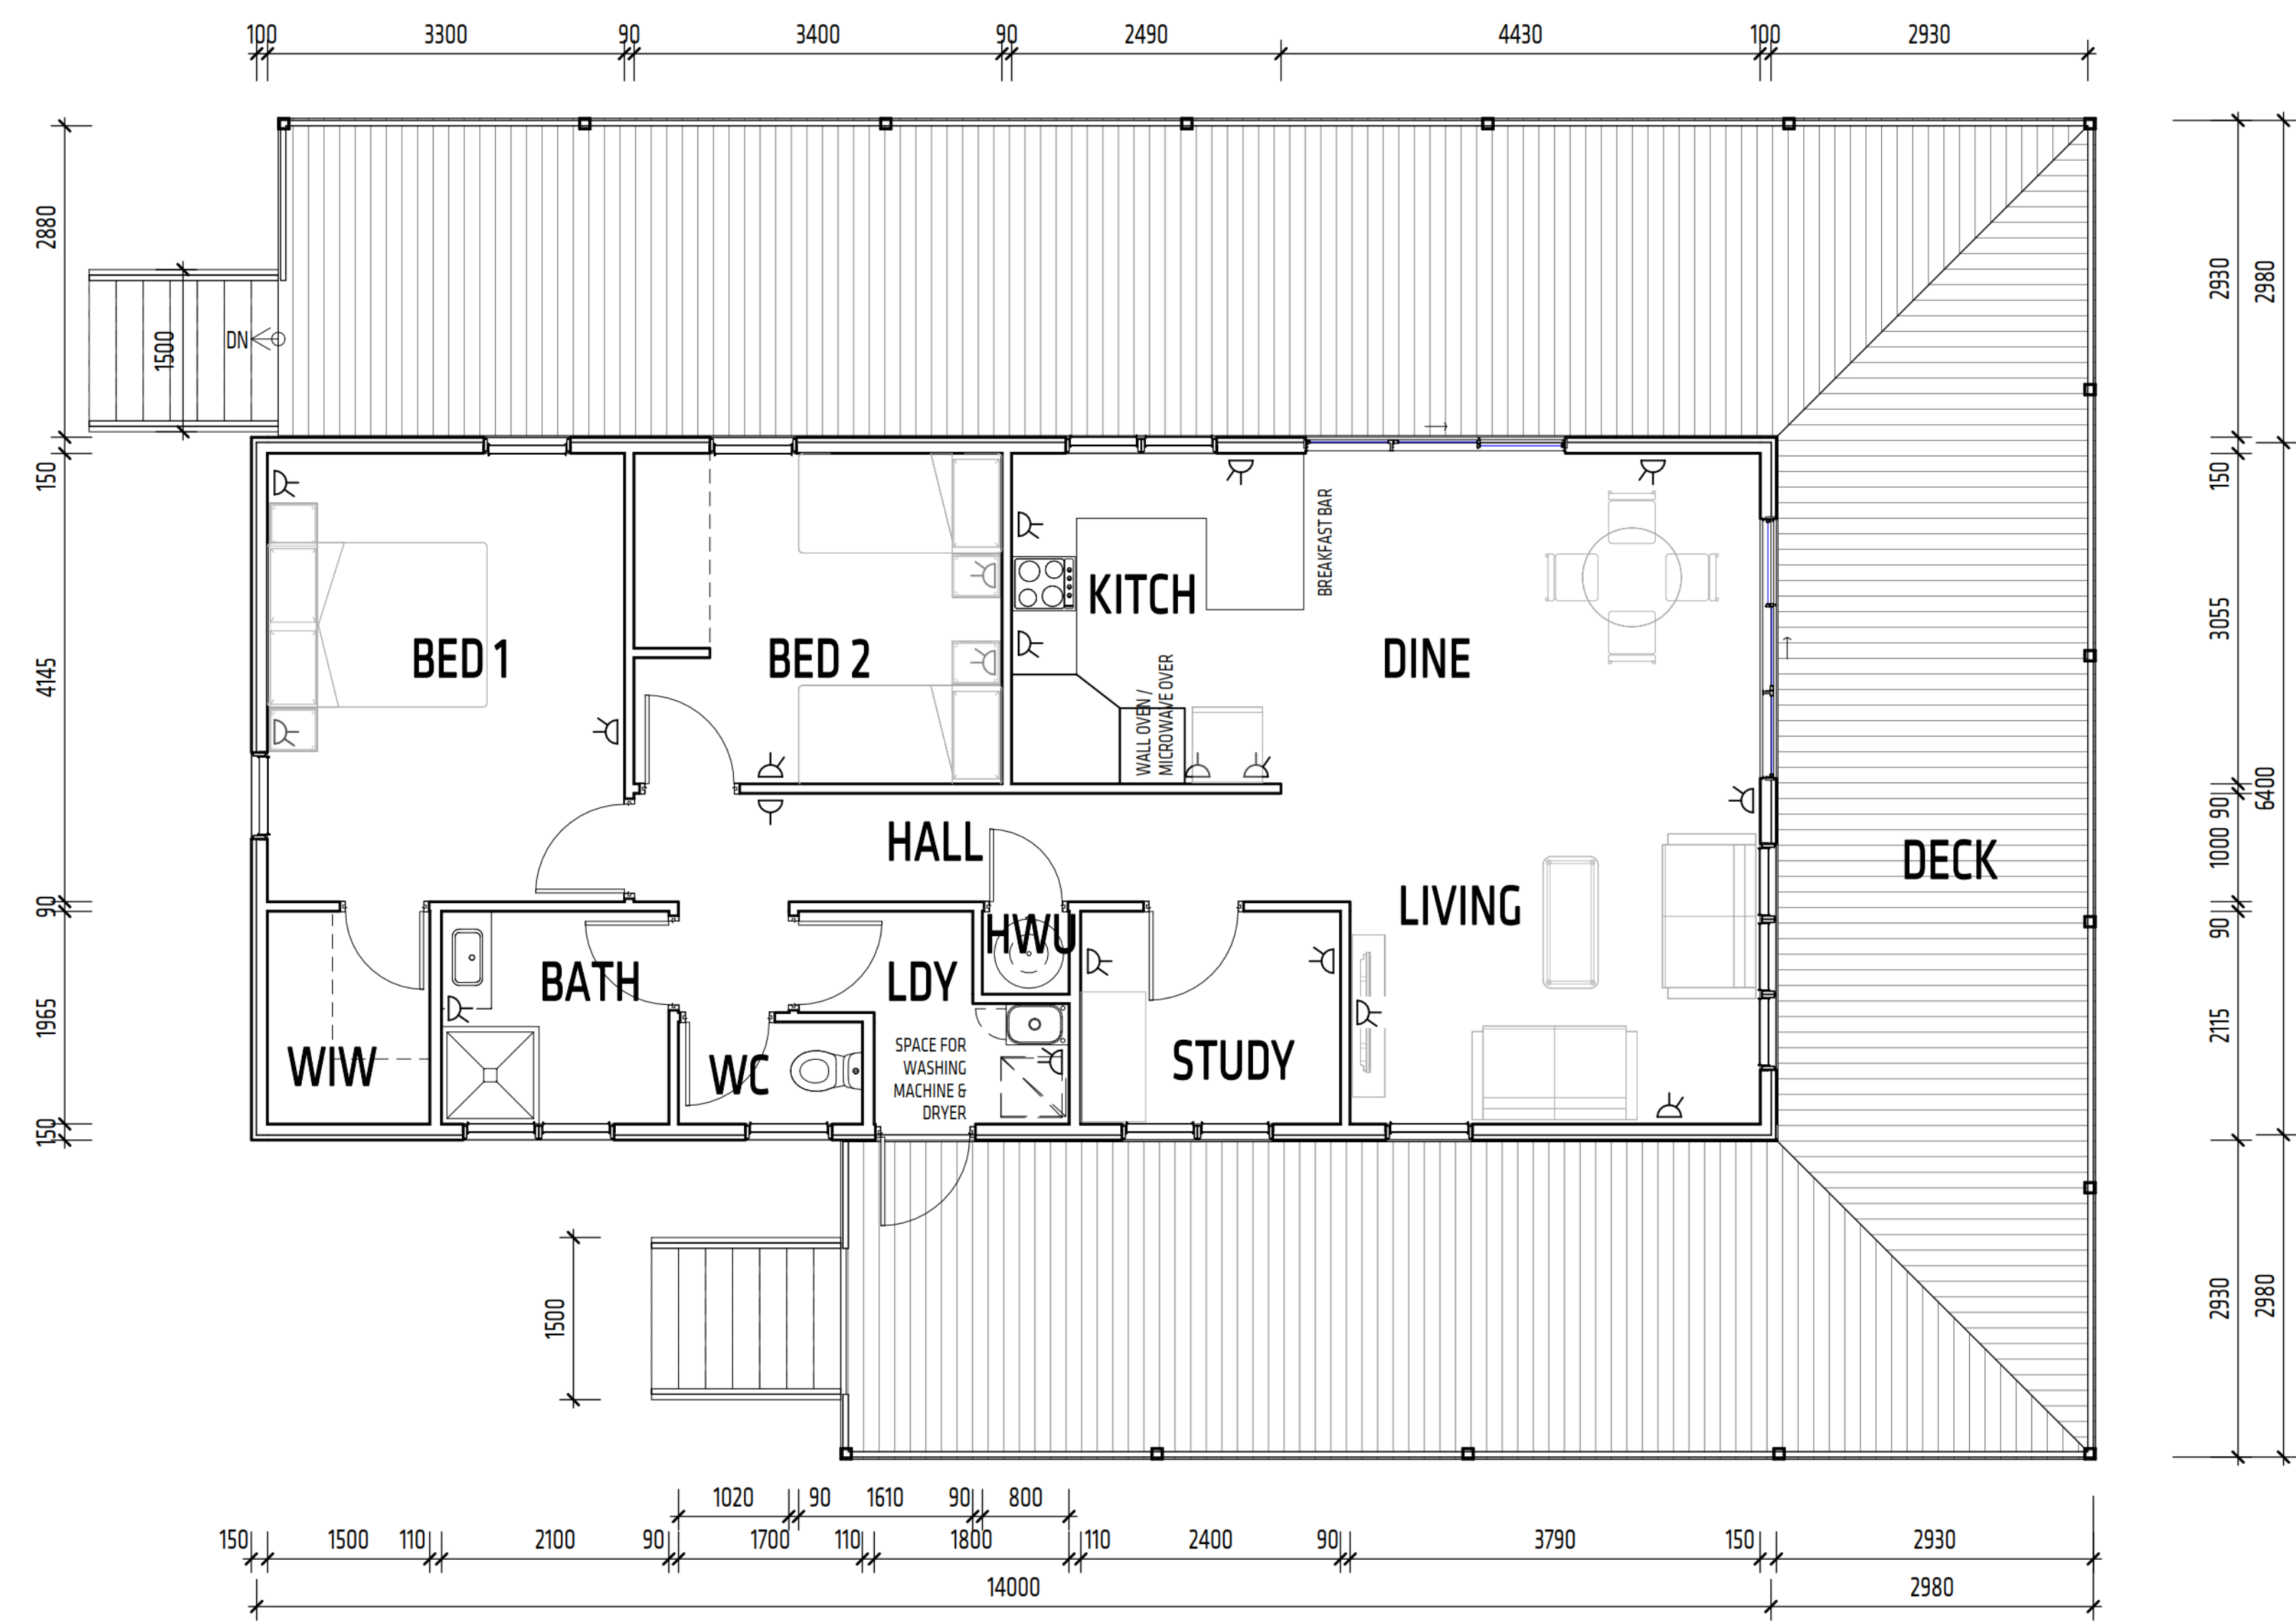 100 3300 90 3400 90 2490 4430 100 2930
2880
150
4145
90
1965
150
1500
DN
2930
150
3055
90
1000
90
2115
2930
2980
6400
2980
BREAKFAST BAR
KITCH
BED 1
BED 2
DINE
WALL OVEN /
MICROWAVE OVER
HALL
DECK
LIVING
HWU
BATH
LDY
WIW
WC
SPACE FOR
WASHING
MACHINE &
DRYER
STUDY
1500
1020 90 1610 90 800
150 1500 110 2100 90 1700 110 1800 110 2400 90 3790 150 2930
14000 2980